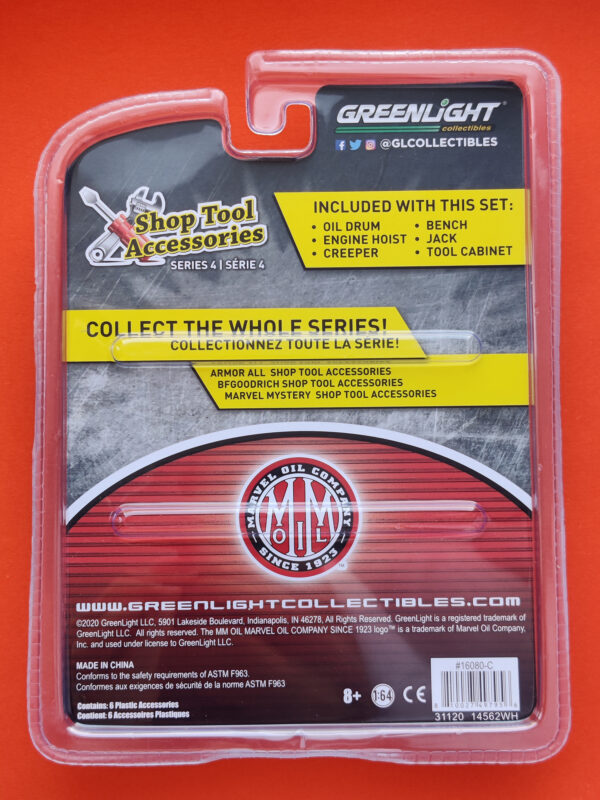 GREENLiGHT
collectibles
@GLCOLLECTIBLES
Shop Tool
Accessories
SERIES 4 | SÉRIE 4
INCLUDED WITH THIS SET:
• OIL DRUM
• ENGINE HOIST
• CREEPER
• BENCH
• JACK
• TOOL CABINET
COLLECT THE WHOLE SERIES!
COLLECTIONNEZ TOUTE LA SÉRIE!
ARMOR ALL SHOP TOOL ACCESSORIES
BFGOODRICH SHOP TOOL ACCESSORIES
MARVEL MYSTERY SHOP TOOL ACCESSORIES
MARVEL OIL COMPANY
MM
OIL
SINCE 1923
™
WWW.GREENLIGHTCOLLECTIBLES.COM
©2020 GreenLight LLC, 5901 Lakeside Boulevard, Indianapolis, IN 46278, All Rights Reserved. GreenLight is a registered trademark of
GreenLight LLC. All rights reserved. The MM OIL MARVEL OIL COMPANY SINCE 1923 logo™ is a trademark of Marvel Oil Company,
Inc. and used under license to GreenLight LLC.
MADE IN CHINA
Conforms to the safety requirements of ASTM F963.
Conformes aux exigences de sécurité de la norme ASTM F963
Contains: 6 Plastic Accessories
Contient: 6 Accessoires Plastiques
8+
1:64
CE
#16080-C
31120 14562WH